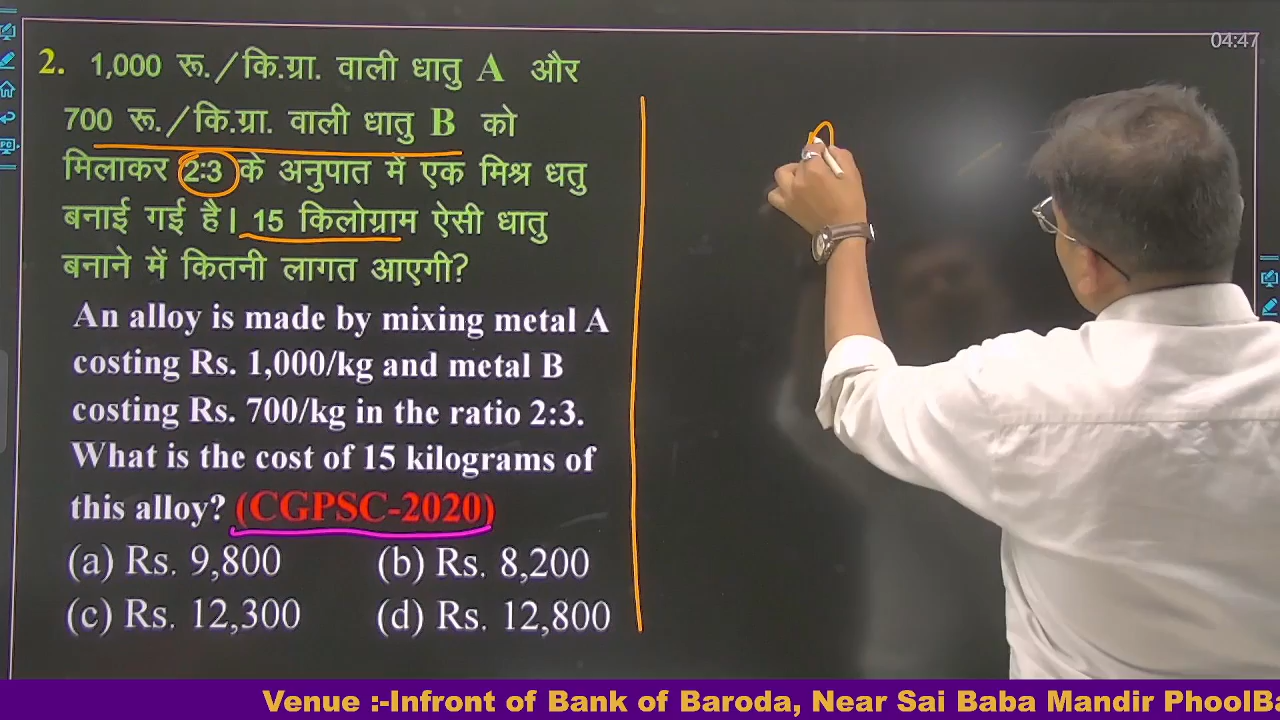 04:47
2. 1,000 रू./कि.ग्रा. वाली धातु A और
700 रू./कि.ग्रा. वाली धातु B को
मिलाकर 2:3 के अनुपात में एक मिश्र धतु
बनाई गई है। 15 किलोग्राम ऐसी धातु
बनाने में कितनी लागत आएगी?
An alloy is made by mixing metal A
costing Rs. 1,000/kg and metal B
costing Rs. 700/kg in the ratio 2:3.
What is the cost of 15 kilograms of
this alloy? (CGPSC-2020)
(a) Rs. 9,800 (b) Rs. 8,200
(c) Rs. 12,300 (d) Rs. 12,800
Venue :-Infront of Bank of Baroda, Near Sai Baba Mandir PhoolB